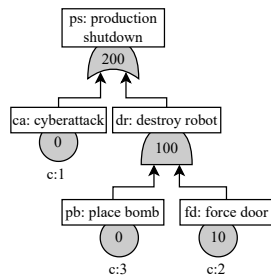 ps: production
shutdown
200
ca: cyberattack
dr: destroy robot
0
100
c:1
pb: place bomb
fd: force door
0
10
c:3
c:2